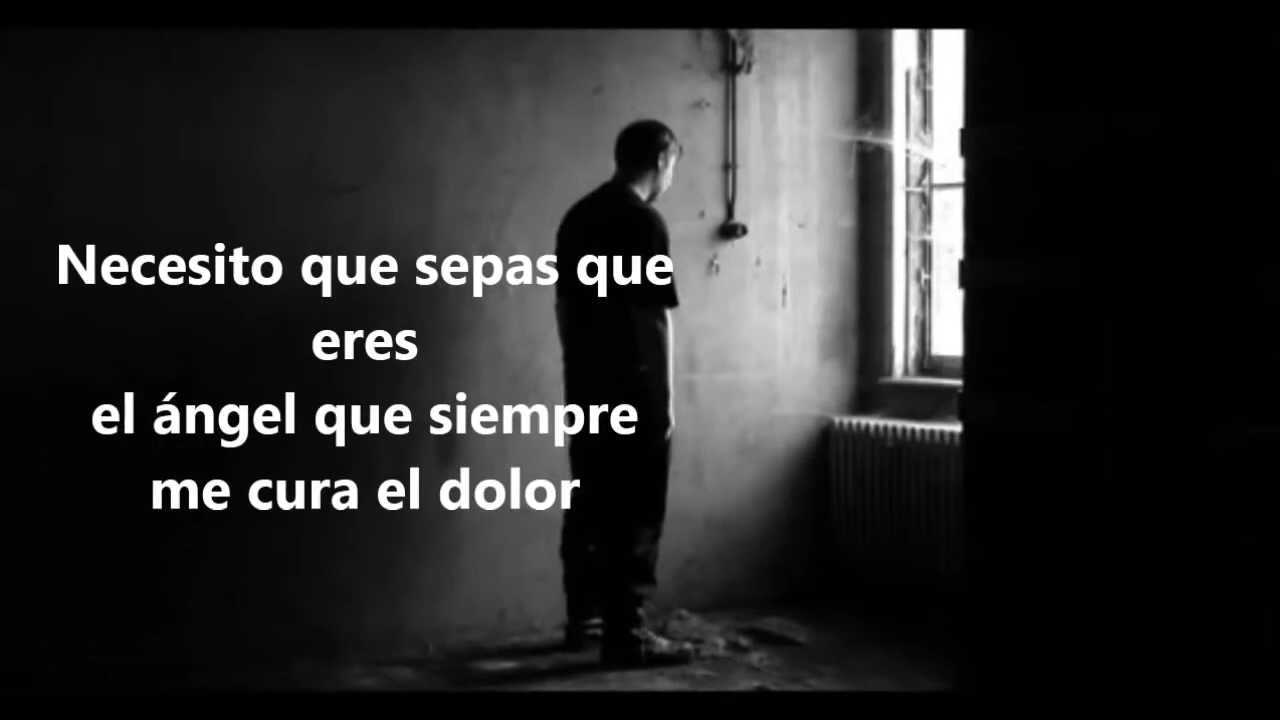 Necesito que sepas que
eres
el ángel que siempre
me cura el dolor